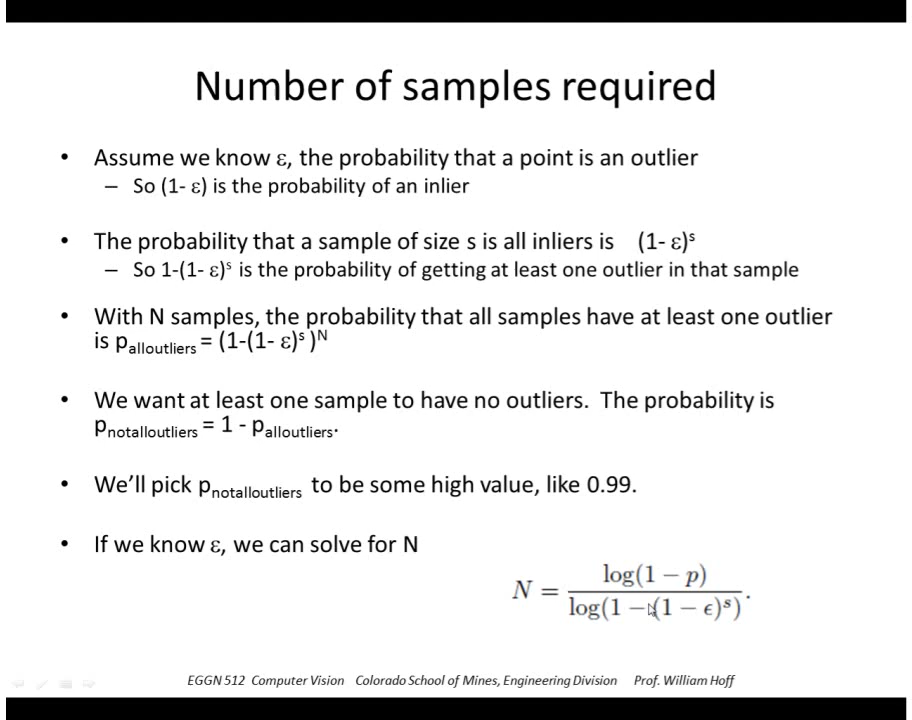 Number of samples required
• Assume we know ε, the probability that a point is an outlier
– So (1- ε) is the probability of an inlier
• The probability that a sample of size s is all inliers is (1- ε)ˢ
– So 1-(1- ε)ˢ is the probability of getting at least one outlier in that sample
• With N samples, the probability that all samples have at least one outlier
is p_alloutliers = (1-(1- ε)ˢ )ᴺ
• We want at least one sample to have no outliers. The probability is
p_notalloutliers = 1 - p_alloutliers.
• We’ll pick p_notalloutliers to be some high value, like 0.99.
• If we know ε, we can solve for N
N = log(1 − p) / log(1 − (1 − ϵ)ˢ) .
EGGN 512 Computer Vision Colorado School of Mines, Engineering Division Prof. William Hoff